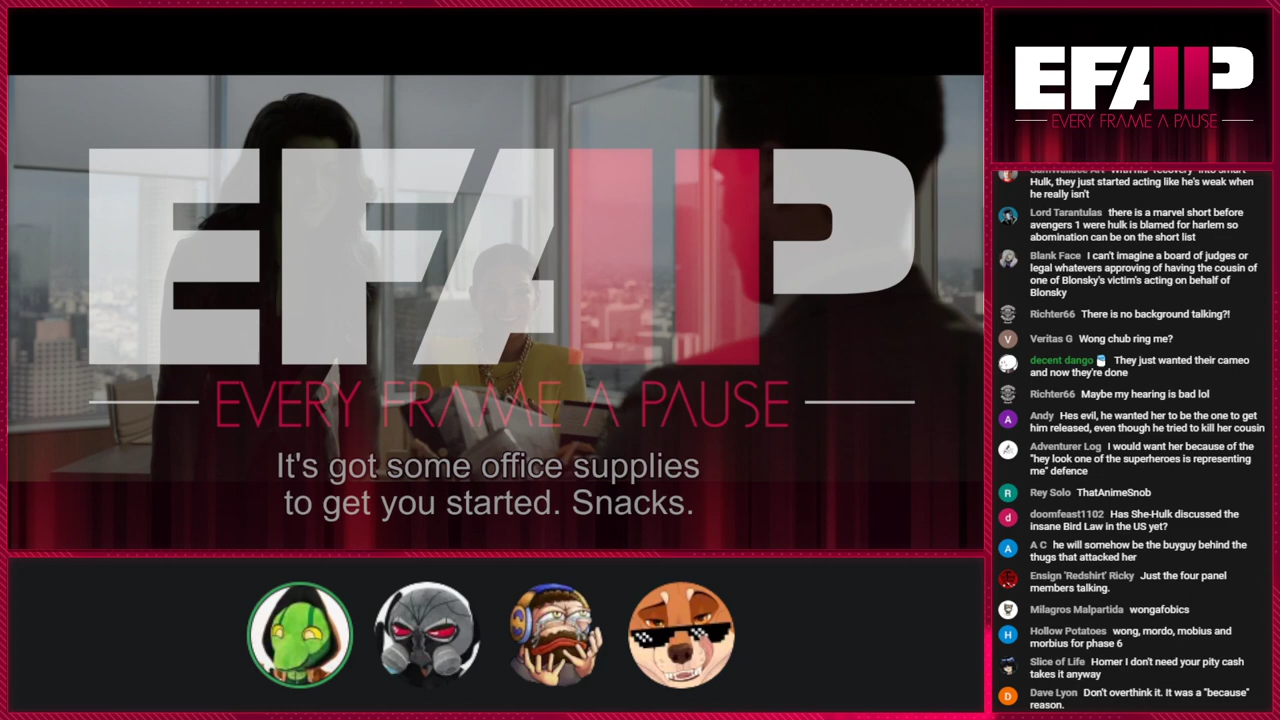 EFAP
EVERY FRAME A PAUSE
It's got some office supplies
to get you started. Snacks.
EFAP
EVERY FRAME A PAUSE
Hulk, they just started acting like he's weak when
he really isn't
Lord Tarantulas there is a marvel short before
avengers 1 were hulk is blamed for harlem so
abomination can be on the short list
Blank Face I can't imagine a board of judges or
legal whatevers approving of having the cousin of
one of Blonsky's victim's acting on behalf of
Blonsky
Richter66 There is no background talking?!
V
Veritas G Wong chub ring me?
decent dango They just wanted their cameo
and now they're done
Richter66 Maybe my hearing is bad lol
A
Andy Hes evil, he wanted her to be the one to get
him released, even though he tried to kill her cousin
Adventurer Log I would want her because of the
"hey look one of the superheroes is representing
me" defence
R
Rey Solo ThatAnimeSnob
d
doomfeast1102 Has She-Hulk discussed the
insane Bird Law in the US yet?
A
A C he will somehow be the buyguy behind the
thugs that attacked her
Ensign 'Redshirt' Ricky Just the four panel
members talking.
Milagros Malpartida wongafobics
H
Hollow Potatoes wong, mordo, mobius and
morbius for phase 6
Slice of Life Homer I don't need your pity cash
takes it anyway
D
Dave Lyon Don't overthink it. It was a "because"
reason.